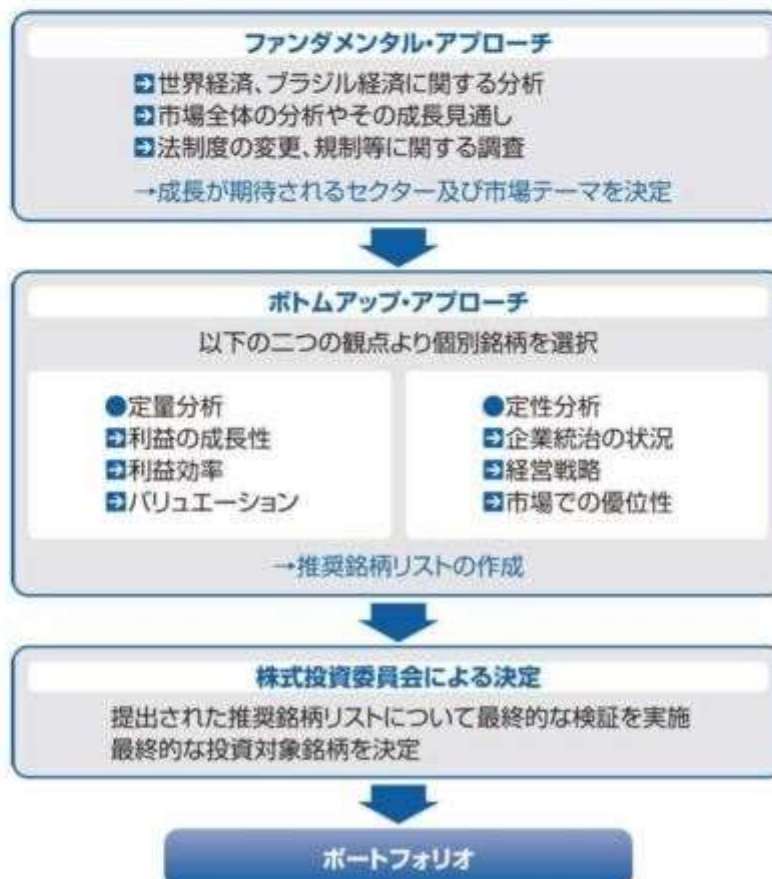 ファンダメンタル・アプローチ
➡世界経済、ブラジル経済に関する分析
➡市場全体の分析やその成長見通し
➡法制度の変更、規制等に関する調査
→成長が期待されるセクター及び市場テーマを決定
ボトムアップ・アプローチ
以下の二つの観点より個別銘柄を選択
●定量分析
➡利益の成長性
➡利益効率
➡バリュエーション
●定性分析
➡企業統治の状況
➡経営戦略
➡市場での優位性
→推奨銘柄リストの作成
株式投資委員会による決定
提出された推奨銘柄リストについて最終的な検証を実施
最終的な投資対象銘柄を決定
ポートフォリオ